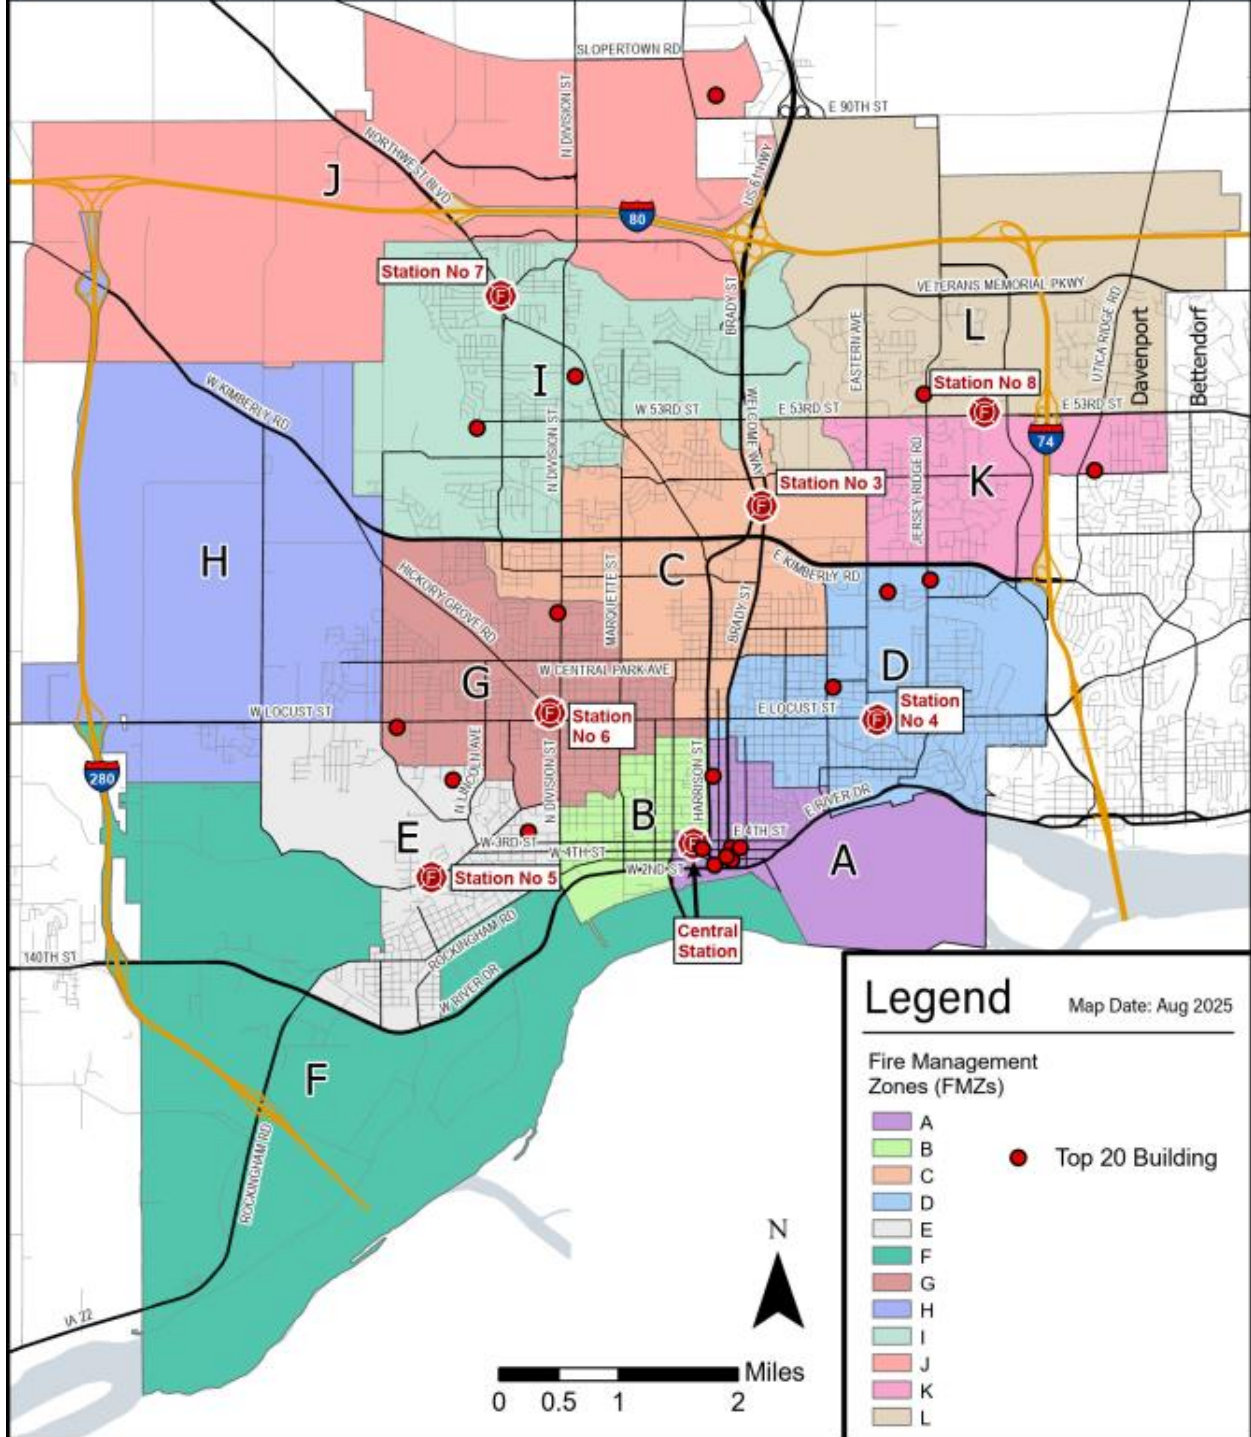 SLOPERTOWN RD
N DIVISION ST
E 90TH ST
NORTHWEST BLVD
US 61 HWY
J
80
Station No 7
F
VETERANS MEMORIAL PKWY
BRADY ST
EASTERN AVE
L
UTICA RIDGE RD
Davenport
Bettendorf
I
Station No 8
F
W KIMBERLY RD
W 53RD ST
E 53RD ST
E 53RD ST
WELCOME WAY
N DIVISION ST
JERSEY RIDGE RD
74
Station No 3
F
K
H
C
HICKORY GROVE RD
MARQUETTE ST
E KIMBERLY RD
BRADY ST
G
W CENTRAL PARK AVE
D
W LOCUST ST
E LOCUST ST
F
Station
No 6
F
Station
No 4
N LINCOLN AVE
N DIVISION ST
HARRISON ST
280
E RIVER DR
B
E
W 3RD ST
W 4TH ST
E 4TH ST
W 2ND ST
F
A
F
Station No 5
Central
Station
ROCKINGHAM RD
W RIVER DR
140TH ST
F
ROCKINGHAM RD
IA 22
N
Miles
0 0.5 1 2
Legend
Map Date: Aug 2025
Fire Management
Zones (FMZs)
A
B
C
D
E
F
G
H
I
J
K
L
Top 20 Building